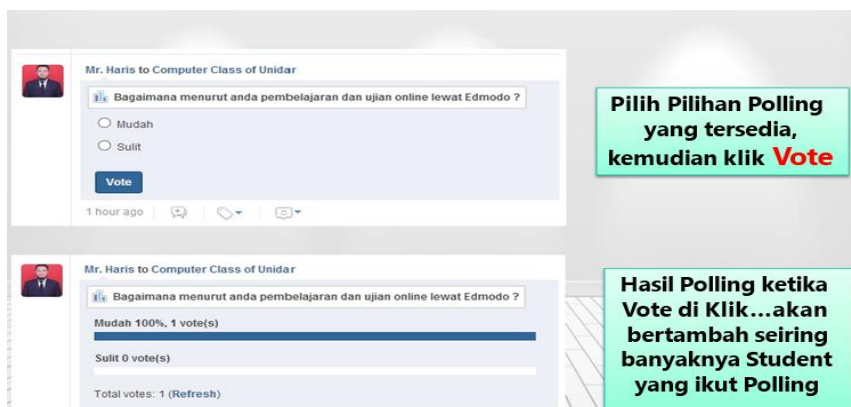 Mr. Haris to Computer Class of Unidar
Bagaimana menurut anda pembelajaran dan ujian online lewat Edmodo ?
Mudah
Sulit
Vote
1 hour ago
Pilih Pilihan Polling
yang tersedia,
kemudian klik Vote
Mr. Haris to Computer Class of Unidar
Bagaimana menurut anda pembelajaran dan ujian online lewat Edmodo ?
Mudah 100%, 1 vote(s)
Sulit 0 vote(s)
Total votes: 1 (Refresh)
Hasil Polling ketika
Vote di Klik...akan
bertambah seiring
banyaknya Student
yang ikut Polling